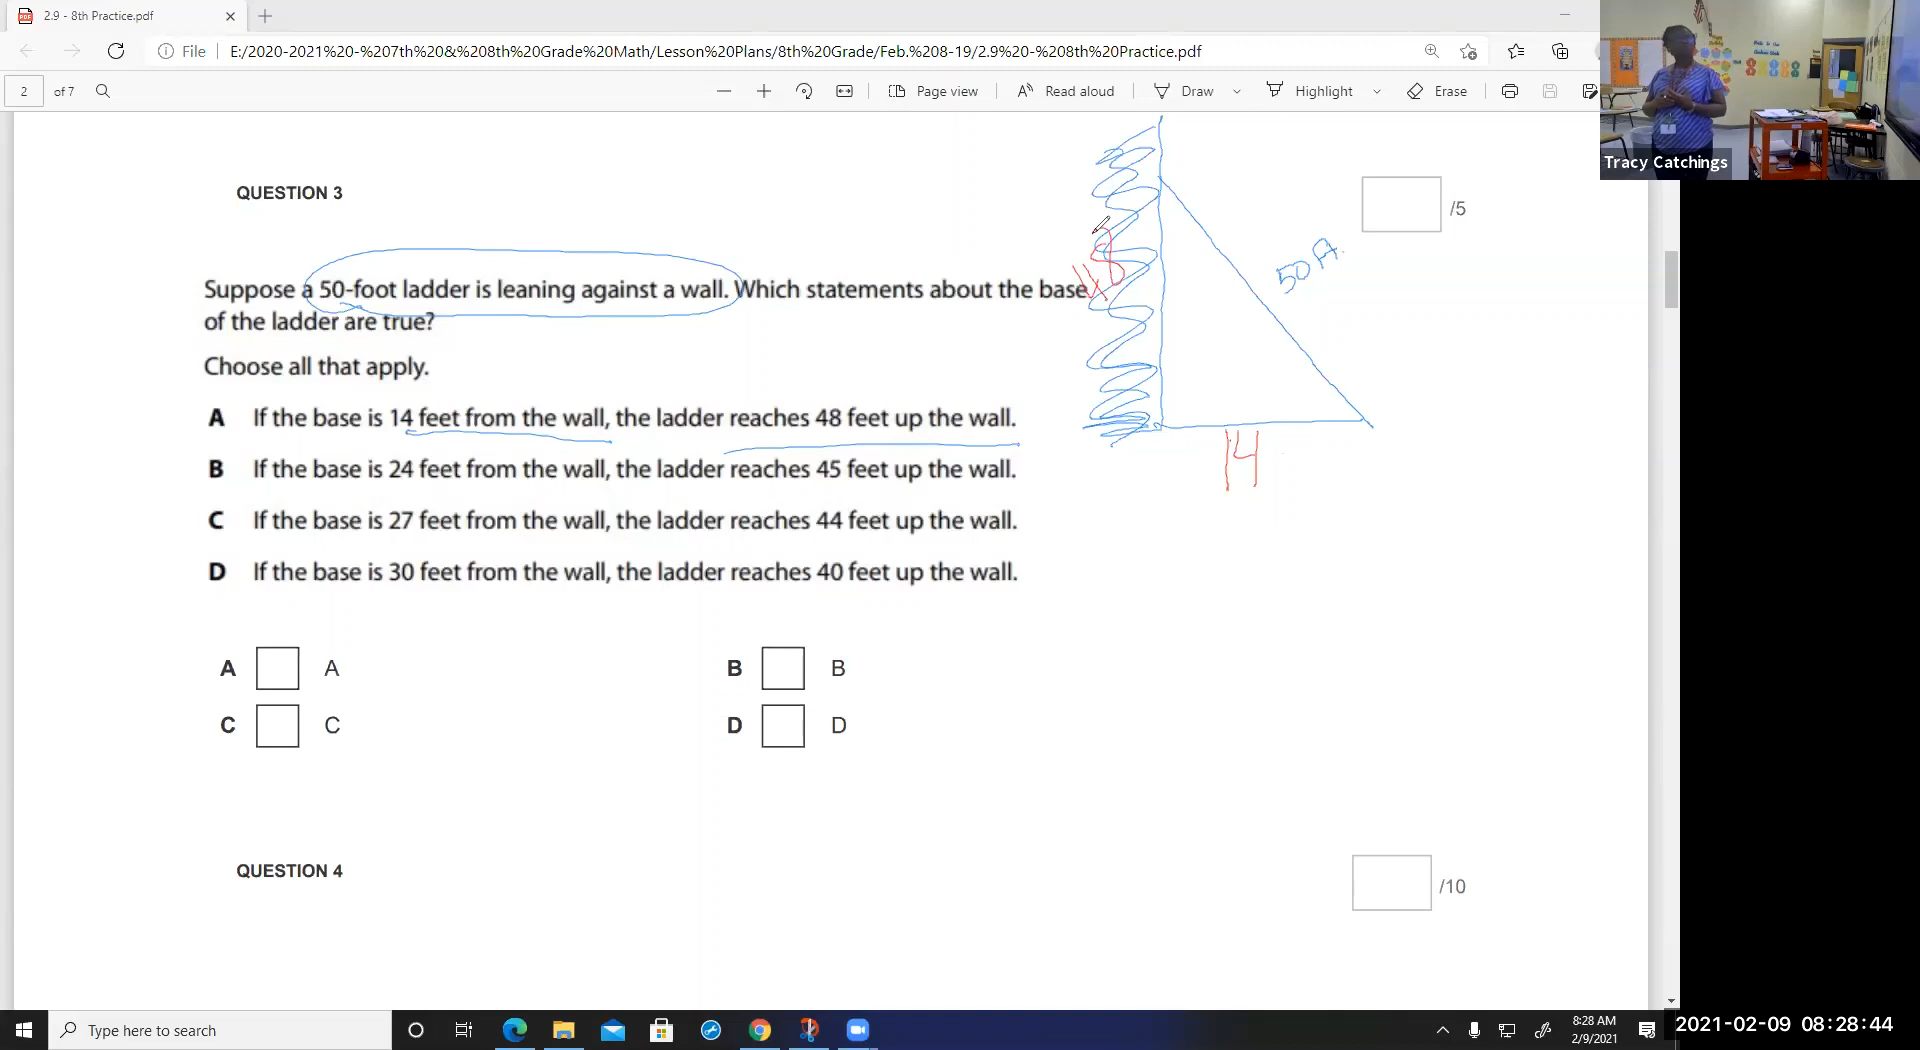 2.9 - 8th Practice.pdf
File E:/2020-2021%20-%207th%20&%208th%20Grade%20Math/Lesson%20Plans/8th%20Grade/Feb.%208-19/2.9%20-%208th%20Practice.pdf
2 of 7 Page view Read aloud Draw Highlight Erase
Tracy Catchings
QUESTION 3
/5
50 ft.
48
Suppose a 50-foot ladder is leaning against a wall. Which statements about the base
of the ladder are true?
Choose all that apply.
A If the base is 14 feet from the wall, the ladder reaches 48 feet up the wall.
14
B If the base is 24 feet from the wall, the ladder reaches 45 feet up the wall.
C If the base is 27 feet from the wall, the ladder reaches 44 feet up the wall.
D If the base is 30 feet from the wall, the ladder reaches 40 feet up the wall.
A A B B
C C D D
QUESTION 4
/10
Type here to search
8:28 AM
2/9/2021
2021-02-09 08:28:44